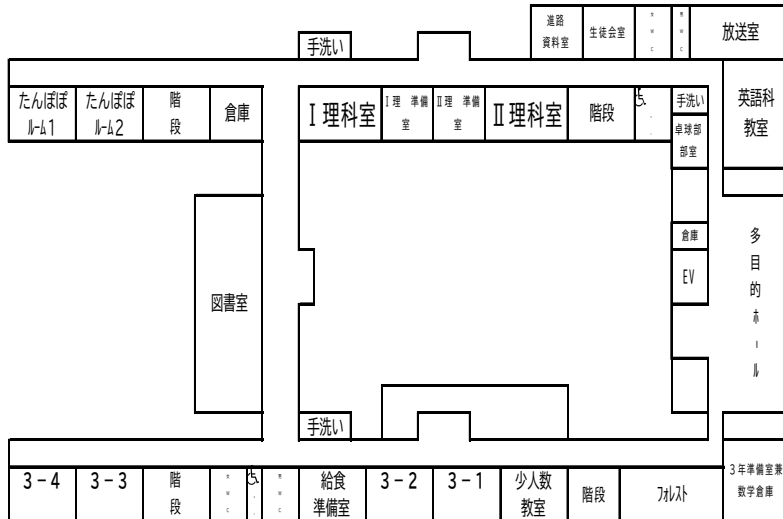 進路
資料室
生徒会室
女
W
C
男
W
C
放送室
手洗い
たんぽぽ
ﾙｰﾑ1
たんぽぽ
ﾙｰﾑ2
階
段
倉庫
Ⅰ理科室
Ⅰ理 準備
室
Ⅱ理 準備
室
Ⅱ理科室
階段
手洗い
卓球部
部室
英語科
教室
倉庫
EV
図書室
多
目
的
ホ
ー
ル
手洗い
3-4
3-3
階
段
女
W
C
男
W
C
給食
準備室
3-2
3-1
少人数
教室
階段
ﾌｫﾚｽﾄ
3年準備室兼
数学倉庫